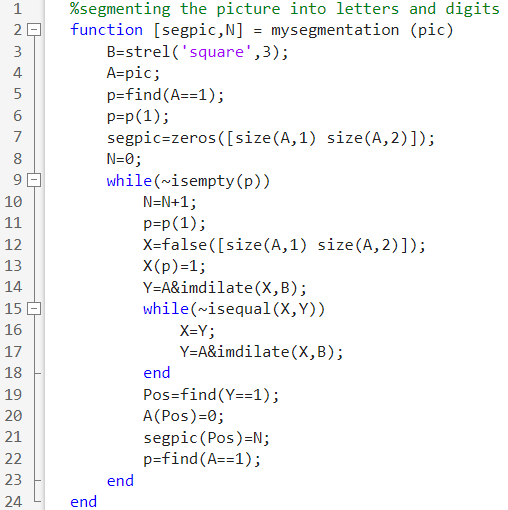 1 %segmenting the picture into letters and digits
2 function [segpic,N] = mysegmentation (pic)
3 B=strel('square',3);
4 A=pic;
5 p=find(A==1);
6 p=p(1);
7 segpic=zeros([size(A,1) size(A,2)]);
8 N=0;
9 while(~isempty(p))
10 N=N+1;
11 p=p(1);
12 X=false([size(A,1) size(A,2)]);
13 X(p)=1;
14 Y=A&imdilate(X,B);
15 while(~isequal(X,Y))
16 X=Y;
17 Y=A&imdilate(X,B);
18 end
19 Pos=find(Y==1);
20 A(Pos)=0;
21 segpic(Pos)=N;
22 p=find(A==1);
23 end
24 end